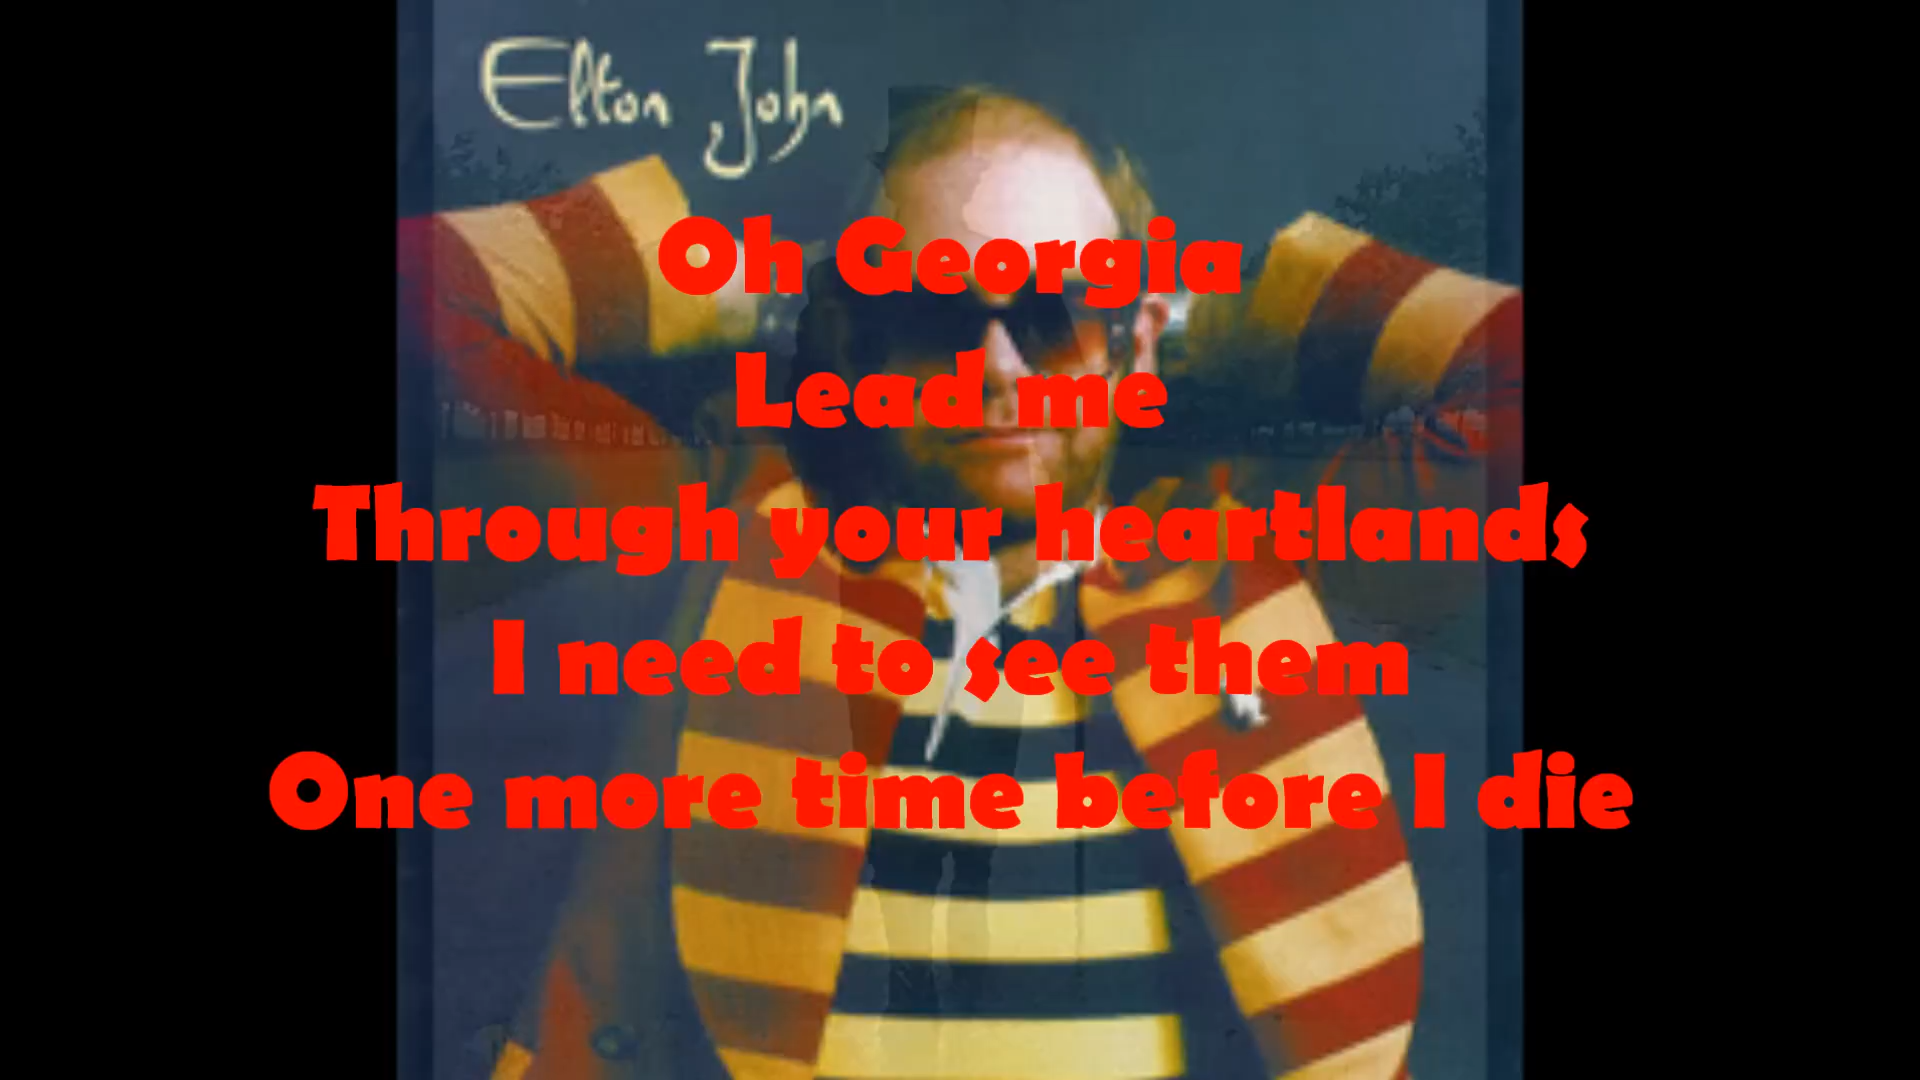 Elton John
Oh Georgia
Lead me
Through your heartlands
I need to see them
One more time before I die